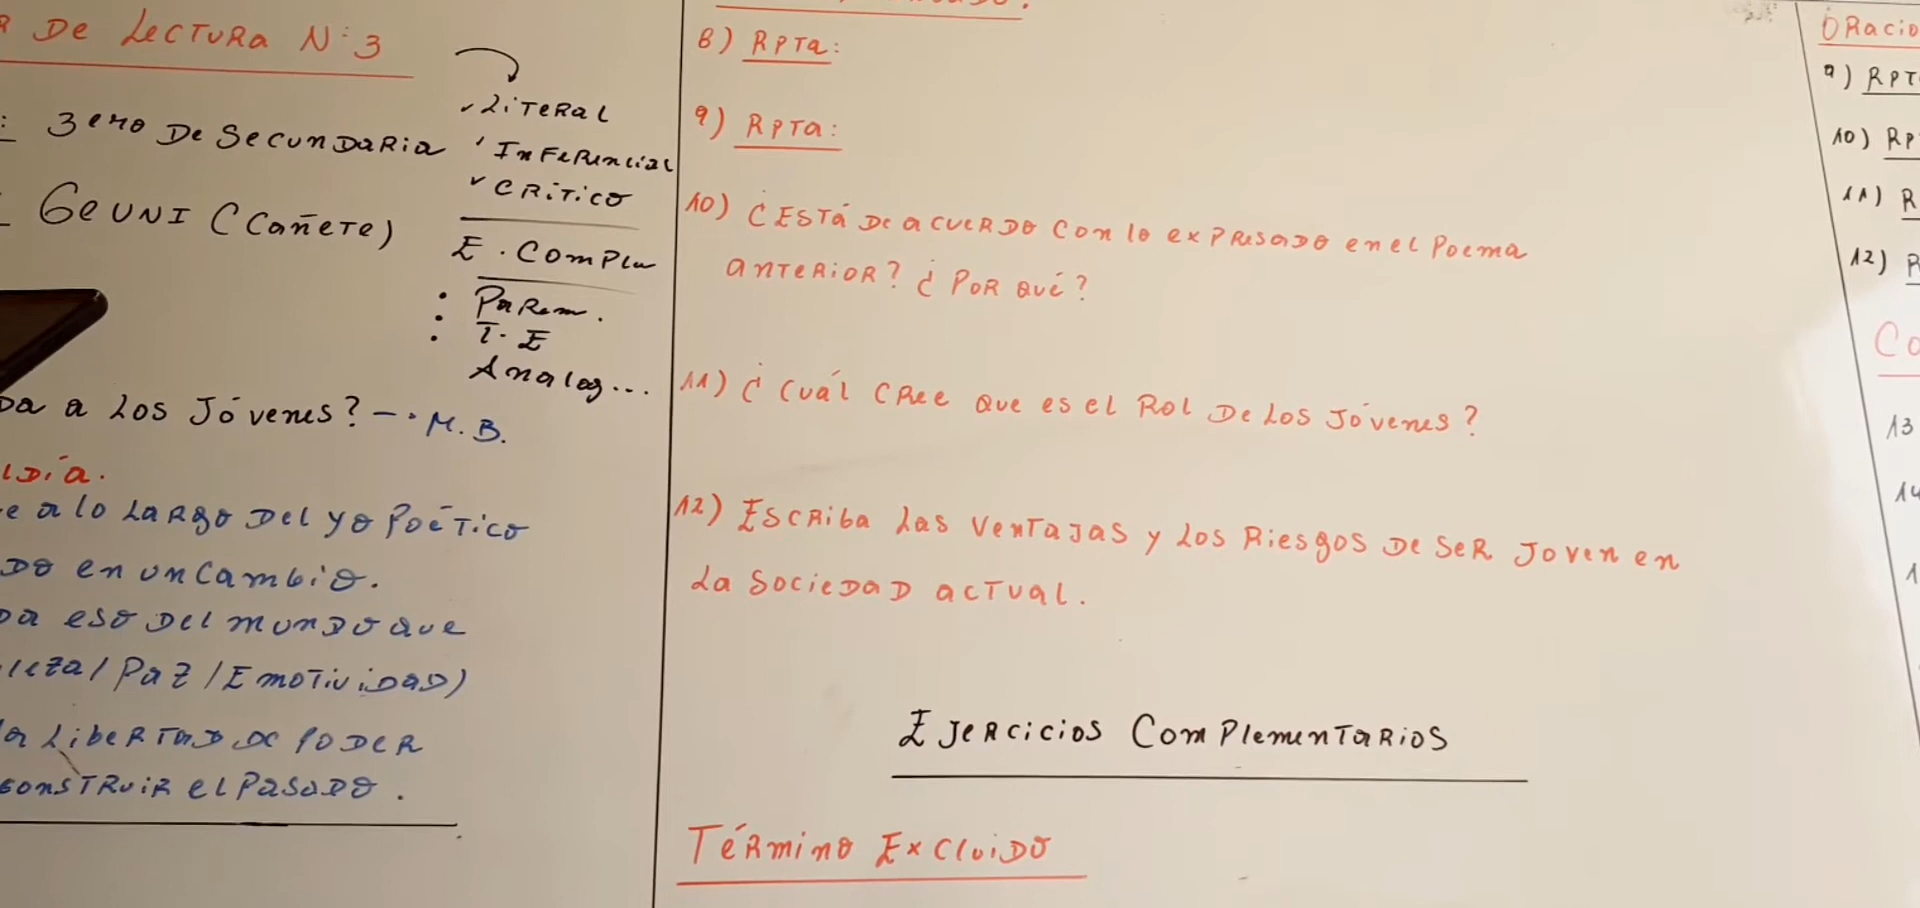 DE LECTURA N:3
3ero DE SECUNDARIA
GEUNI (CAÑETE)
LITERAL
INFERENCIAL
CRÍTICO
E. COMPLE
PAREM.
T. E
ANALOG...
A LOS JÓVENES? — M.B.
DÍA.
A LO LARGO DEL YO POÉTICO
EN UN CAMBIO.
ESO DEL MUNDO QUE
/ PAZ / EMOTIVIDAD)
LIBERTAD DE PODER
EL PASADO.
8) RPTA:
9) RPTA:
10) ¿ESTÁ DE ACUERDO CON LO EXPRESADO EN EL POEMA
ANTERIOR? ¿POR QUÉ?
11) ¿CUÁL CREE QUE ES EL ROL DE LOS JÓVENES?
12) ESCRIBA LAS VENTAJAS Y LOS RIESGOS DE SER JOVEN EN
LA SOCIEDAD ACTUAL.
EJERCICIOS COMPLEMENTARIOS
TÉRMINO EXCLUIDO
ORACIO
9) RPT
10) RP
11) R
12) R
CO
13
14